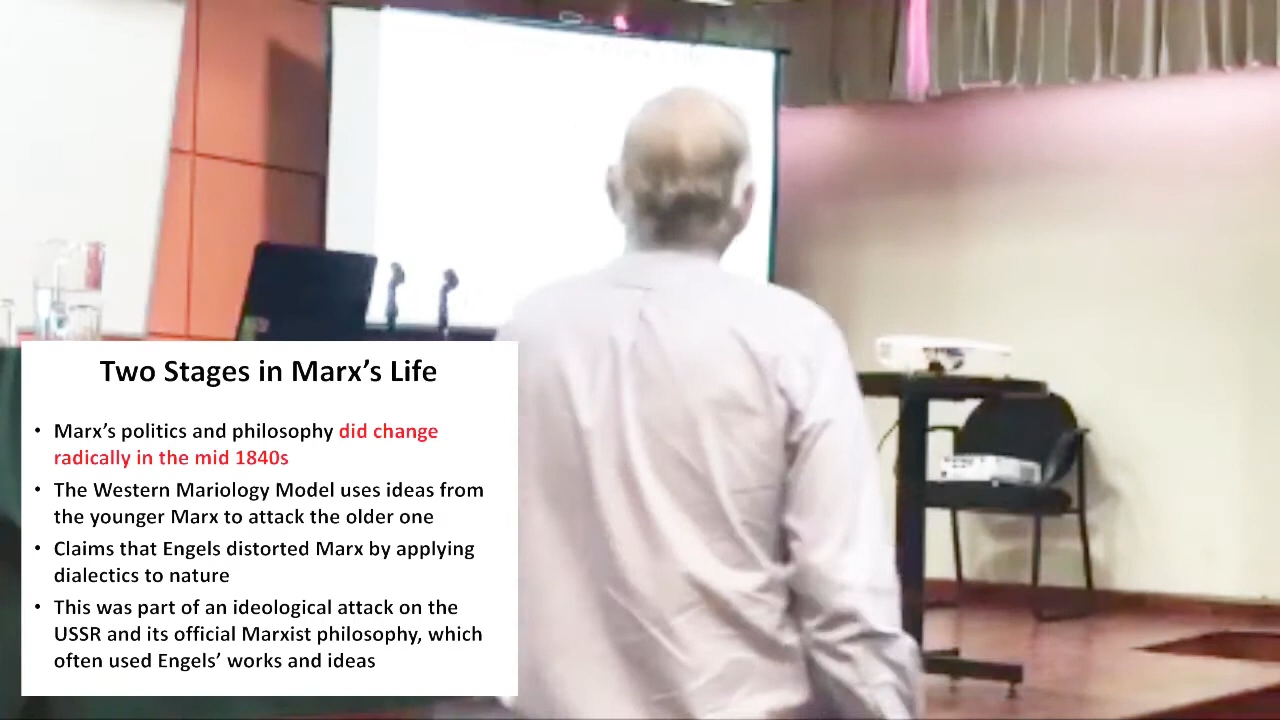 Two Stages in Marx's Life
• Marx's politics and philosophy did change
radically in the mid 1840s
• The Western Mariology Model uses ideas from
the younger Marx to attack the older one
• Claims that Engels distorted Marx by applying
dialectics to nature
• This was part of an ideological attack on the
USSR and its official Marxist philosophy, which
often used Engels' works and ideas